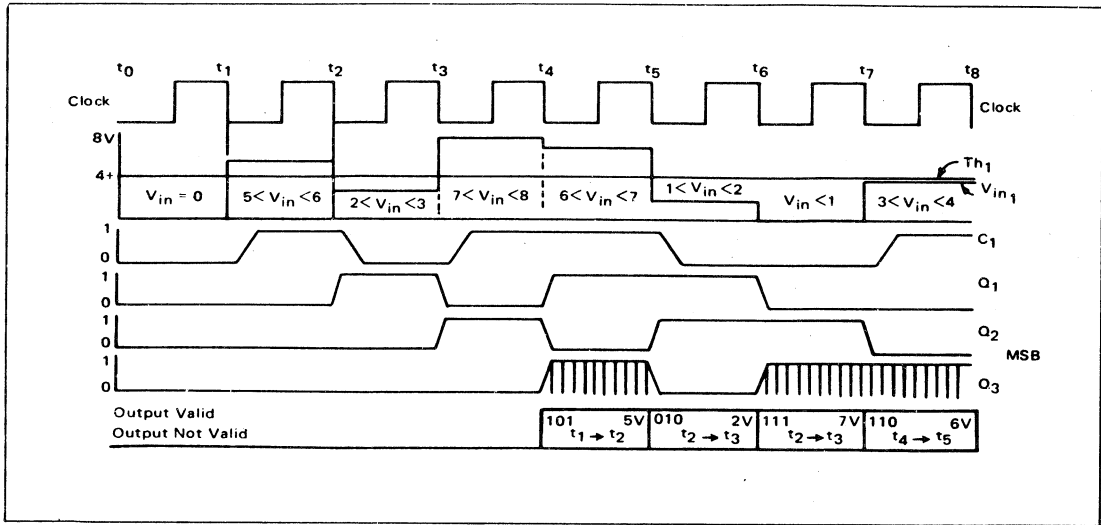 t0 t1 t2 t3 t4 t5 t6 t7 t8
Clock Clock
8V
4+ Th1
Vin = 0 5< Vin <6 2 < Vin <3 7 < Vin <8 6 < Vin <7 1 < Vin <2 Vin <1 3 < Vin <4 Vin1
1 C1
0
1 Q1
0
1 Q2
0 MSB
1 Q3
0
Output Valid 101 5V 010 2V 111 7V 110 6V
Output Not Valid t1 → t2 t2 → t3 t2 → t3 t4 → t5